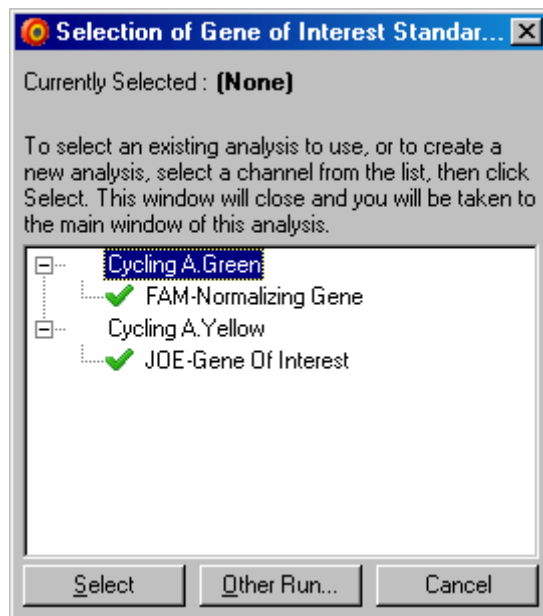 Selection of Gene of Interest Standar...
Currently Selected : (None)
To select an existing analysis to use, or to create a
new analysis, select a channel from the list, then click
Select. This window will close and you will be taken to
the main window of this analysis.
Cycling A.Green
FAM-Normalizing Gene
Cycling A.Yellow
JOE-Gene Of Interest
Select Other Run... Cancel